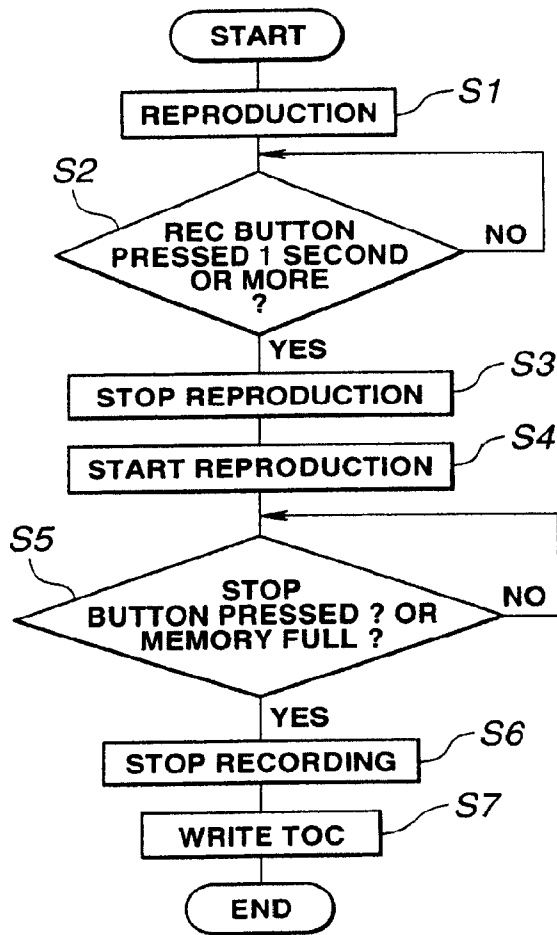 START
REPRODUCTION
S1
S2
REC BUTTON
PRESSED 1 SECOND
OR MORE
?
NO
YES
STOP REPRODUCTION
S3
START REPRODUCTION
S4
S5
STOP
BUTTON PRESSED ? OR
MEMORY FULL ?
NO
YES
STOP RECORDING
S6
WRITE TOC
S7
END